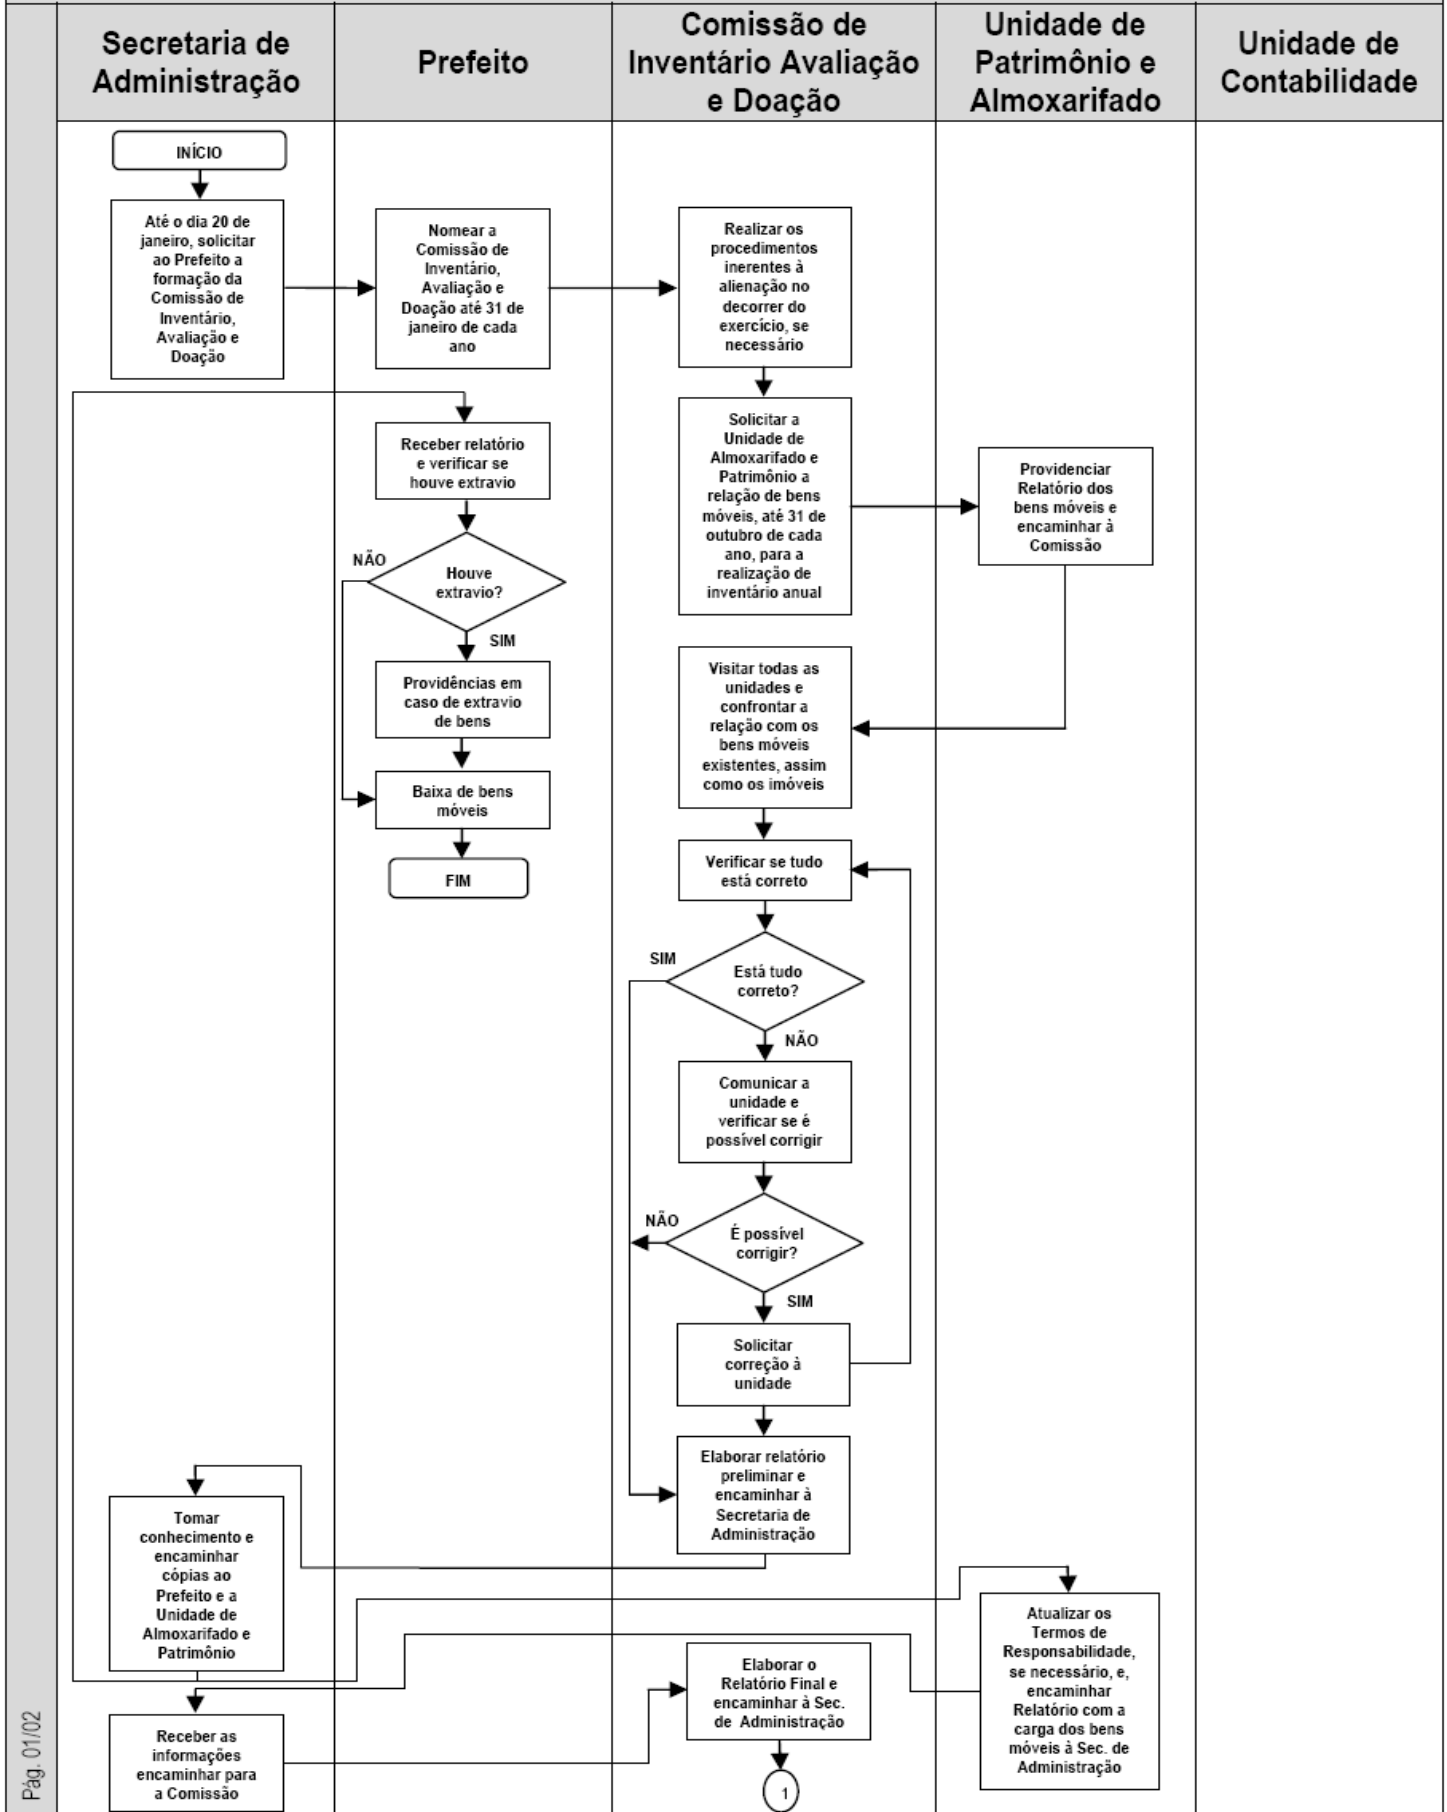 Secretaria de
Administração
Prefeito
Comissão de
Inventário Avaliação
e Doação
Unidade de
Patrimônio e
Almoxarifado
Unidade de
Contabilidade
INÍCIO
Até o dia 20 de
janeiro, solicitar
ao Prefeito a
formação da
Comissão de
Inventário,
Avaliação e
Doação
Nomear a
Comissão de
Inventário,
Avaliação e
Doação até 31 de
janeiro de cada
ano
Realizar os
procedimentos
inerentes à
alienação no
decorrer do
exercício, se
necessário
Solicitar a
Unidade de
Almoxarifado e
Patrimônio a
relação de bens
móveis, até 31 de
outubro de cada
ano, para a
realização de
inventário anual
Providenciar
Relatório dos
bens móveis e
encaminhar à
Comissão
Receber relatório
e verificar se
houve extravio
NÃO
Houve
extravio?
SIM
Providências em
caso de extravio
de bens
Baixa de bens
móveis
FIM
Visitar todas as
unidades e
confrontar a
relação com os
bens móveis
existentes, assim
como os imóveis
Verificar se tudo
está correto
SIM
Está tudo
correto?
NÃO
Comunicar a
unidade e
verificar se é
possível corrigir
NÃO
É possível
corrigir?
SIM
Solicitar
correção à
unidade
Elaborar relatório
preliminar e
encaminhar à
Secretaria de
Administração
Tomar
conhecimento e
encaminhar
cópias ao
Prefeito e a
Unidade de
Almoxarifado e
Patrimônio
Atualizar os
Termos de
Responsabilidade,
se necessário, e,
encaminhar
Relatório com a
carga dos bens
móveis à Sec. de
Administração
Receber as
informações
encaminhar para
a Comissão
Elaborar o
Relatório Final e
encaminhar à Sec.
de Administração
1
Pág. 01/02